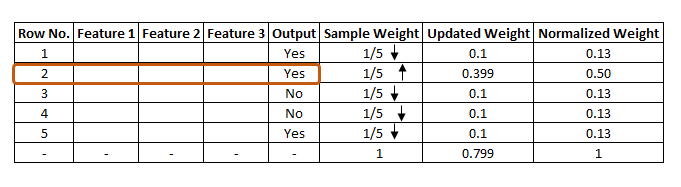 Row No. Feature 1 Feature 2 Feature 3 Output Sample Weight Updated Weight Normalized Weight
1 Yes 1/5 ↓ 0.1 0.13
2 Yes 1/5 ↑ 0.399 0.50
3 No 1/5 ↓ 0.1 0.13
4 No 1/5 ↓ 0.1 0.13
5 Yes 1/5 ↓ 0.1 0.13
- - - - - 1 0.799 1